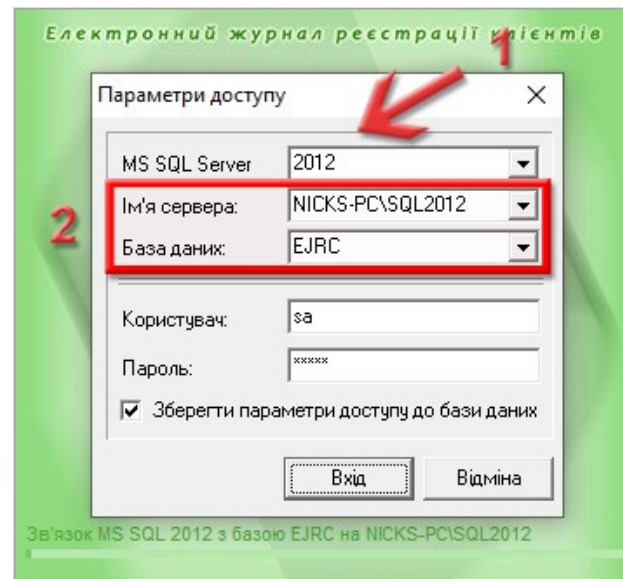 Електронний журнал реєстрації клієнтів
1
Параметри доступу
MS SQL Server 2012
2
Ім'я сервера: NICKS-PC\SQL2012
База даних: EJRC
Користувач: sa
Пароль: xxxxx
Зберегти параметри доступу до бази даних
Вхід Відміна
Зв'язок MS SQL 2012 з базою EJRC на NICKS-PC\SQL2012